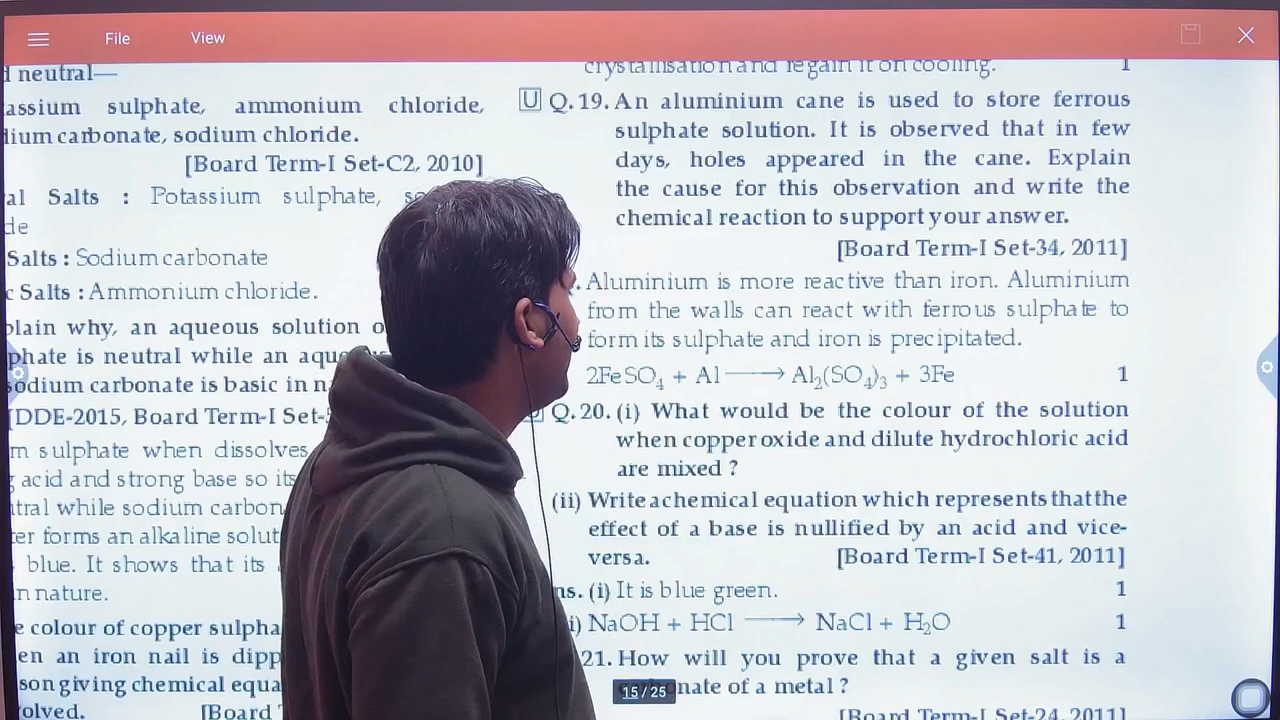 File View
l neutral—
assium sulphate, ammonium chloride,
lium carbonate, sodium chloride.
[Board Term-I Set-C2, 2010]
al Salts : Potassium sulphate,
de
Salts : Sodium carbonate
c Salts : Ammonium chloride.
plain why, an aqueous solution
phate is neutral while an
sodium carbonate is basic in
[DDE-2015, Board Term-I Set-
m sulphate when dissolves
acid and strong base so its
tral while sodium carbon
er forms an alkaline solut
blue. It shows that its
n nature.
e colour of copper sulpha
en an iron nail is dipp
son giving chemical equa
olved. [Board
crystallisation and regain it on cooling. 1
U Q. 19. An aluminium cane is used to store ferrous
sulphate solution. It is observed that in few
days, holes appeared in the cane. Explain
the cause for this observation and write the
chemical reaction to support your answer.
[Board Term-I Set-34, 2011]
Aluminium is more reactive than iron. Aluminium
from the walls can react with ferrous sulphate to
form its sulphate and iron is precipitated.
2FeSO₄ + Al ⟶ Al₂(SO₄)₃ + 3Fe 1
Q. 20. (i) What would be the colour of the solution
when copper oxide and dilute hydrochloric acid
are mixed ?
(ii) Write a chemical equation which represents that the
effect of a base is nullified by an acid and vice-
versa. [Board Term-I Set-41, 2011]
ns. (i) It is blue green. 1
i) NaOH + HCl ⟶ NaCl + H₂O 1
21. How will you prove that a given salt is a
onate of a metal ?
[Board Term-I Set-24, 2011]
15 / 25